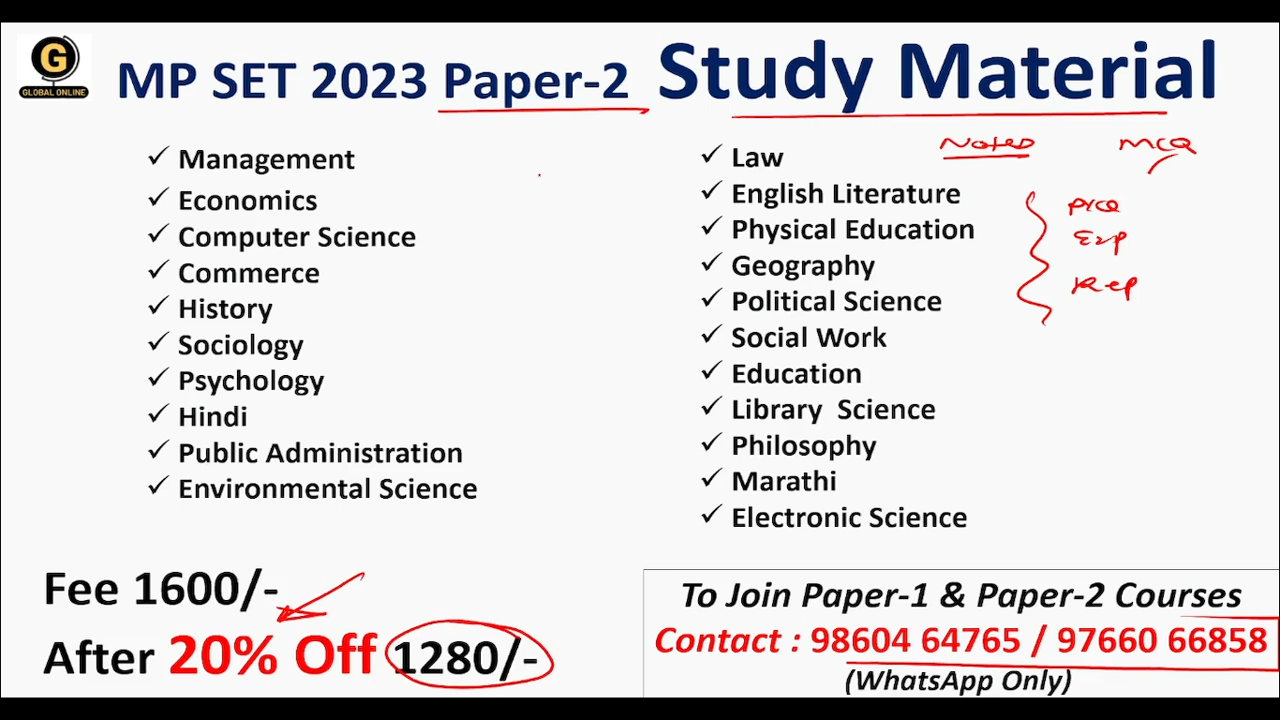 G
GLOBAL ONLINE
MP SET 2023 Paper-2 Study Material
✓ Management
✓ Economics
✓ Computer Science
✓ Commerce
✓ History
✓ Sociology
✓ Psychology
✓ Hindi
✓ Public Administration
✓ Environmental Science
✓ Law
✓ English Literature
✓ Physical Education
✓ Geography
✓ Political Science
✓ Social Work
✓ Education
✓ Library Science
✓ Philosophy
✓ Marathi
✓ Electronic Science
Notes MCQ
PYCQ
Exp
Rep
Fee 1600/-
After 20% Off 1280/-
To Join Paper-1 & Paper-2 Courses
Contact : 98604 64765 / 97660 66858
(WhatsApp Only)